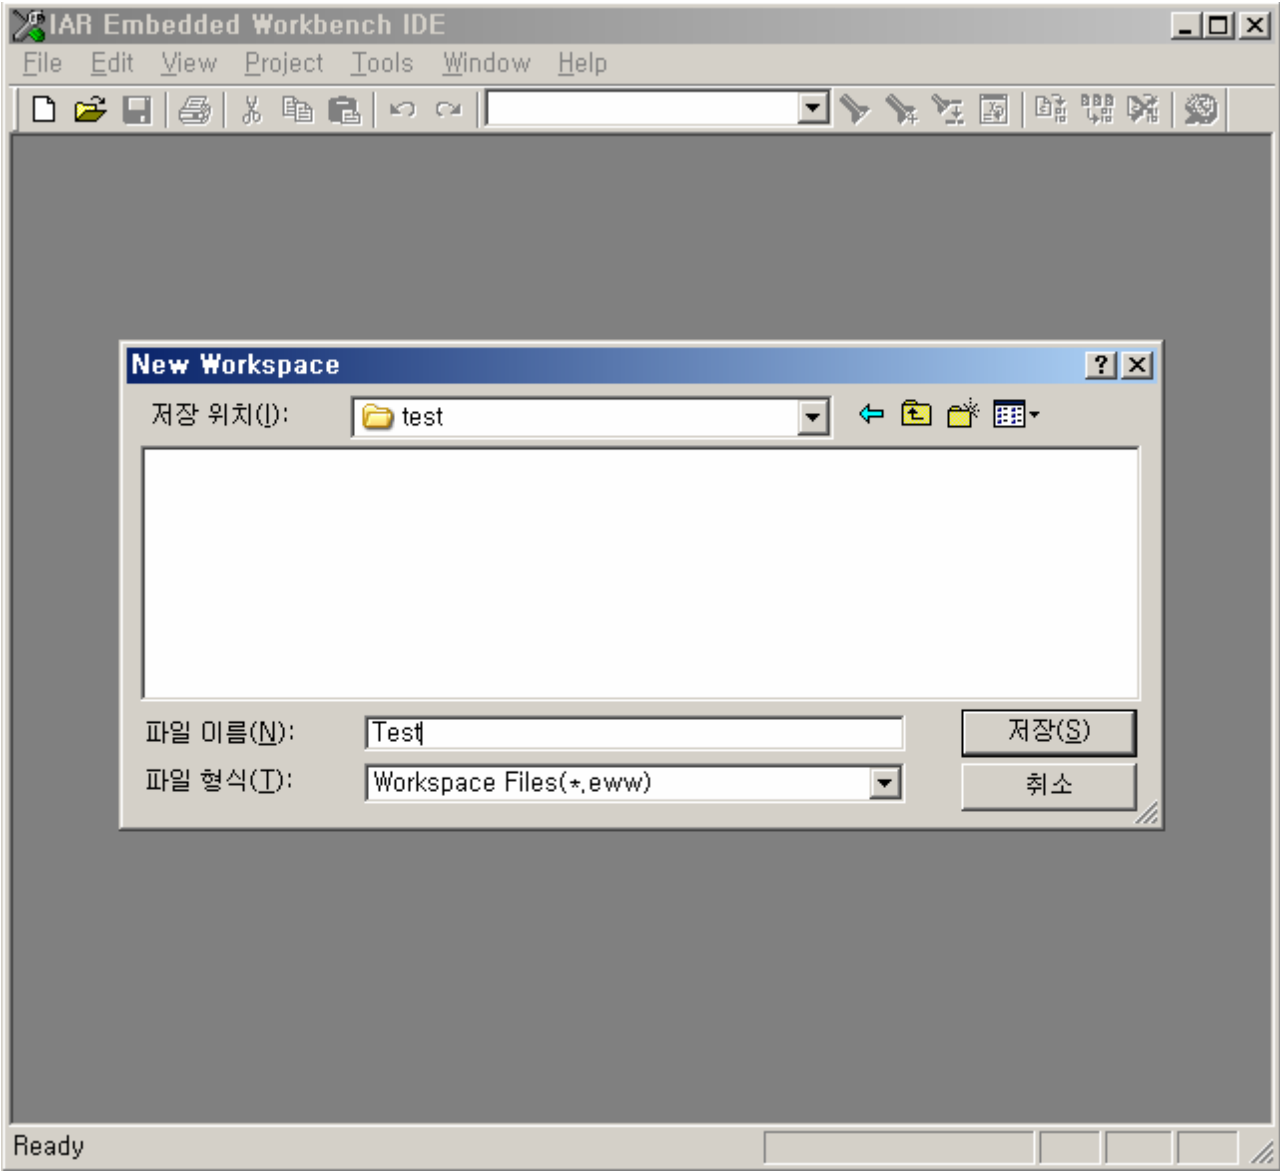 IAR Embedded Workbench IDE
File Edit View Project Tools Window Help
New Workspace
저장 위치(I): test
파일 이름(N): Test 저장(S)
파일 형식(T): Workspace Files(*.eww) 취소
Ready